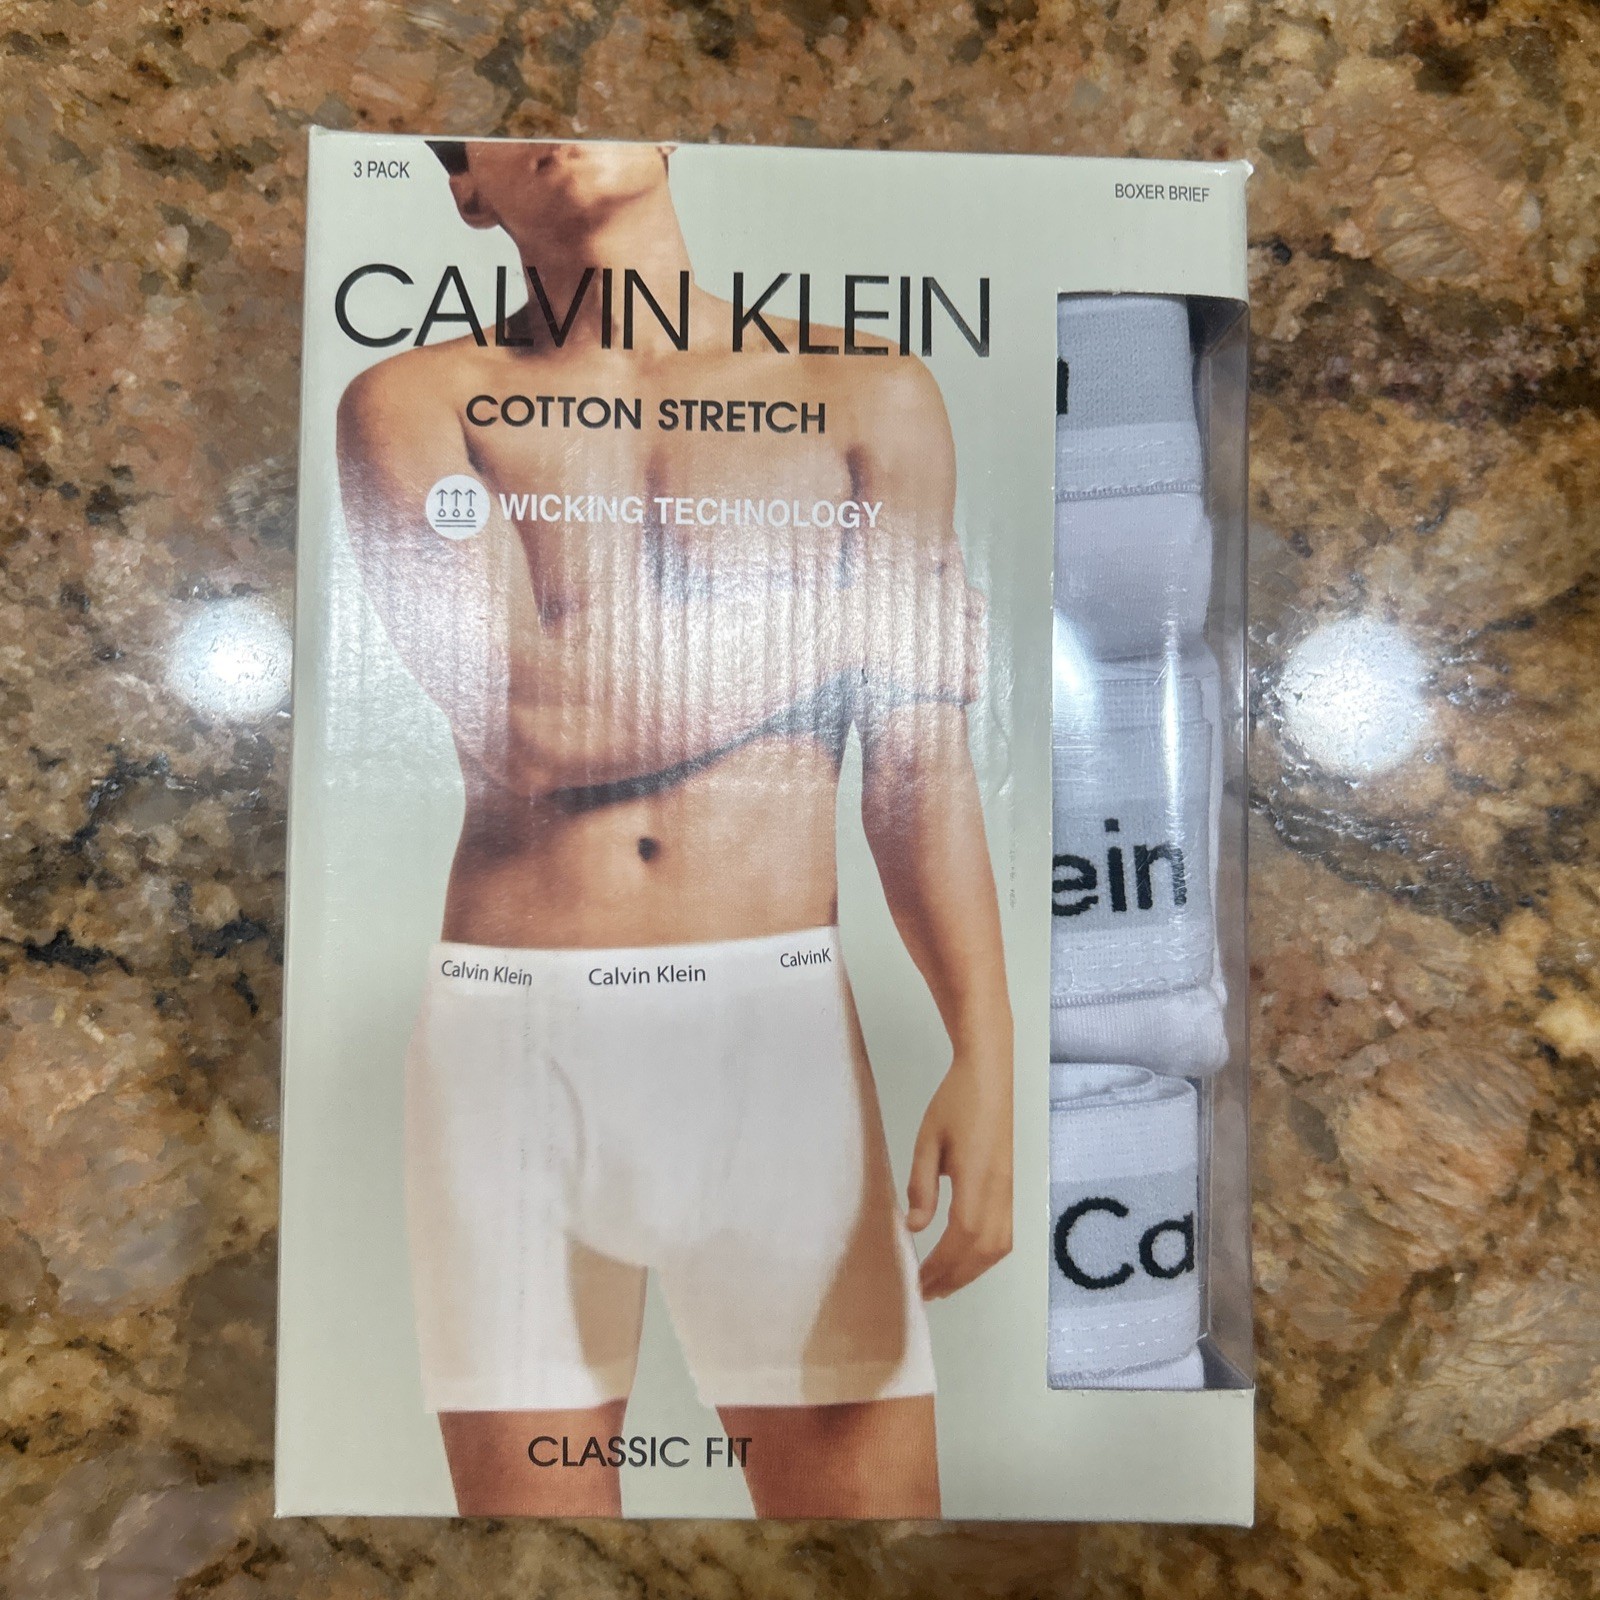 3 PACK
BOXER BRIEF
CALVIN KLEIN
COTTON STRETCH
WICKING TECHNOLOGY
ein
Calvin Klein Calvin Klein CalvinK
Ca
CLASSIC FIT